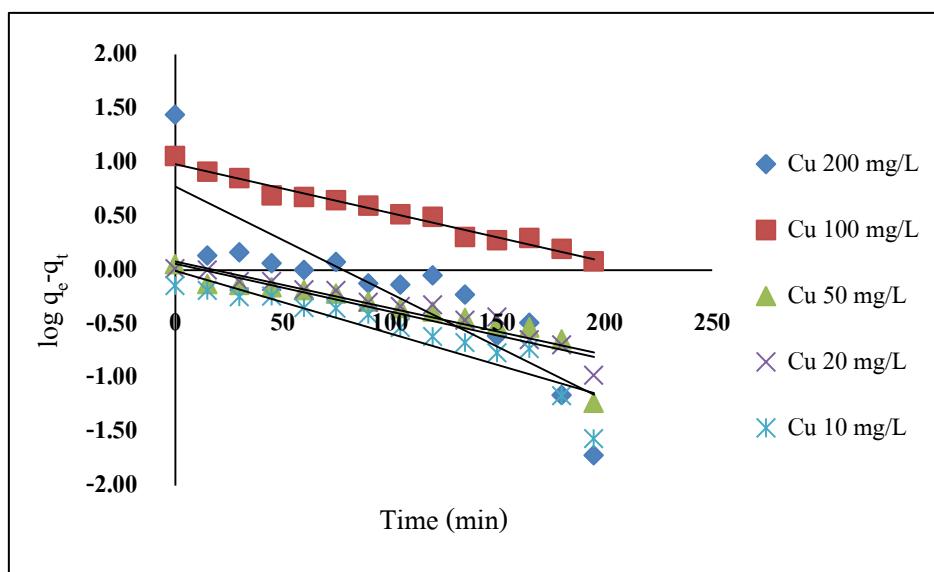 2.00
1.50
1.00
0.50
0.00
-0.50
-1.00
-1.50
-2.00
0 50 100 150 200 250
log qₑ-qₜ
Time (min)
Cu 200 mg/L
Cu 100 mg/L
Cu 50 mg/L
Cu 20 mg/L
Cu 10 mg/L